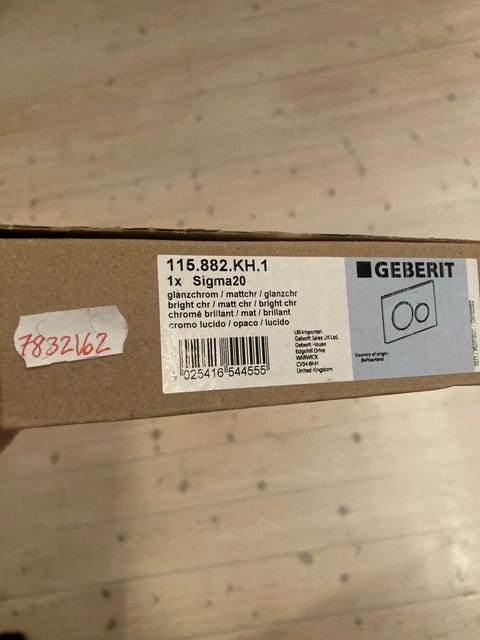 7832162
115.882.KH.1
1x Sigma20
glanzchrom / mattchr / glanzchr
bright chr / matt chr / bright chr
chromé brillant / mat / brillant
cromo lucido / opaco / lucido
025416 544555
UK-Importer:
Geberit Sales UK Ltd.
Geberit House
Edgehill Drive
WARWICK
CV34 6NH
United Kingdom
GEBERIT
Country of origin:
Switzerland